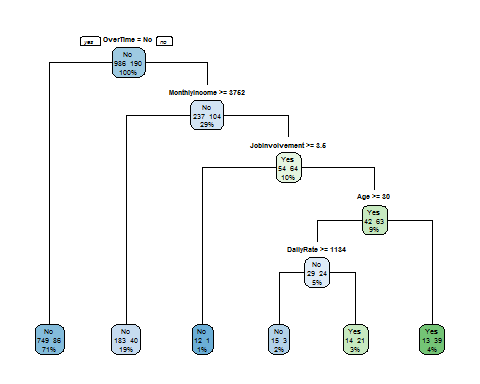 yes OverTime = No no
No
986 190
100%
MonthlyIncome >= 3752
No
237 104
29%
JobInvolvement >= 3.5
Yes
54 64
10%
Age >= 30
Yes
42 63
9%
DailyRate >= 1134
No
29 24
5%
No
749 86
71%
No
183 40
19%
No
12 1
1%
No
15 3
2%
Yes
14 21
3%
Yes
13 39
4%